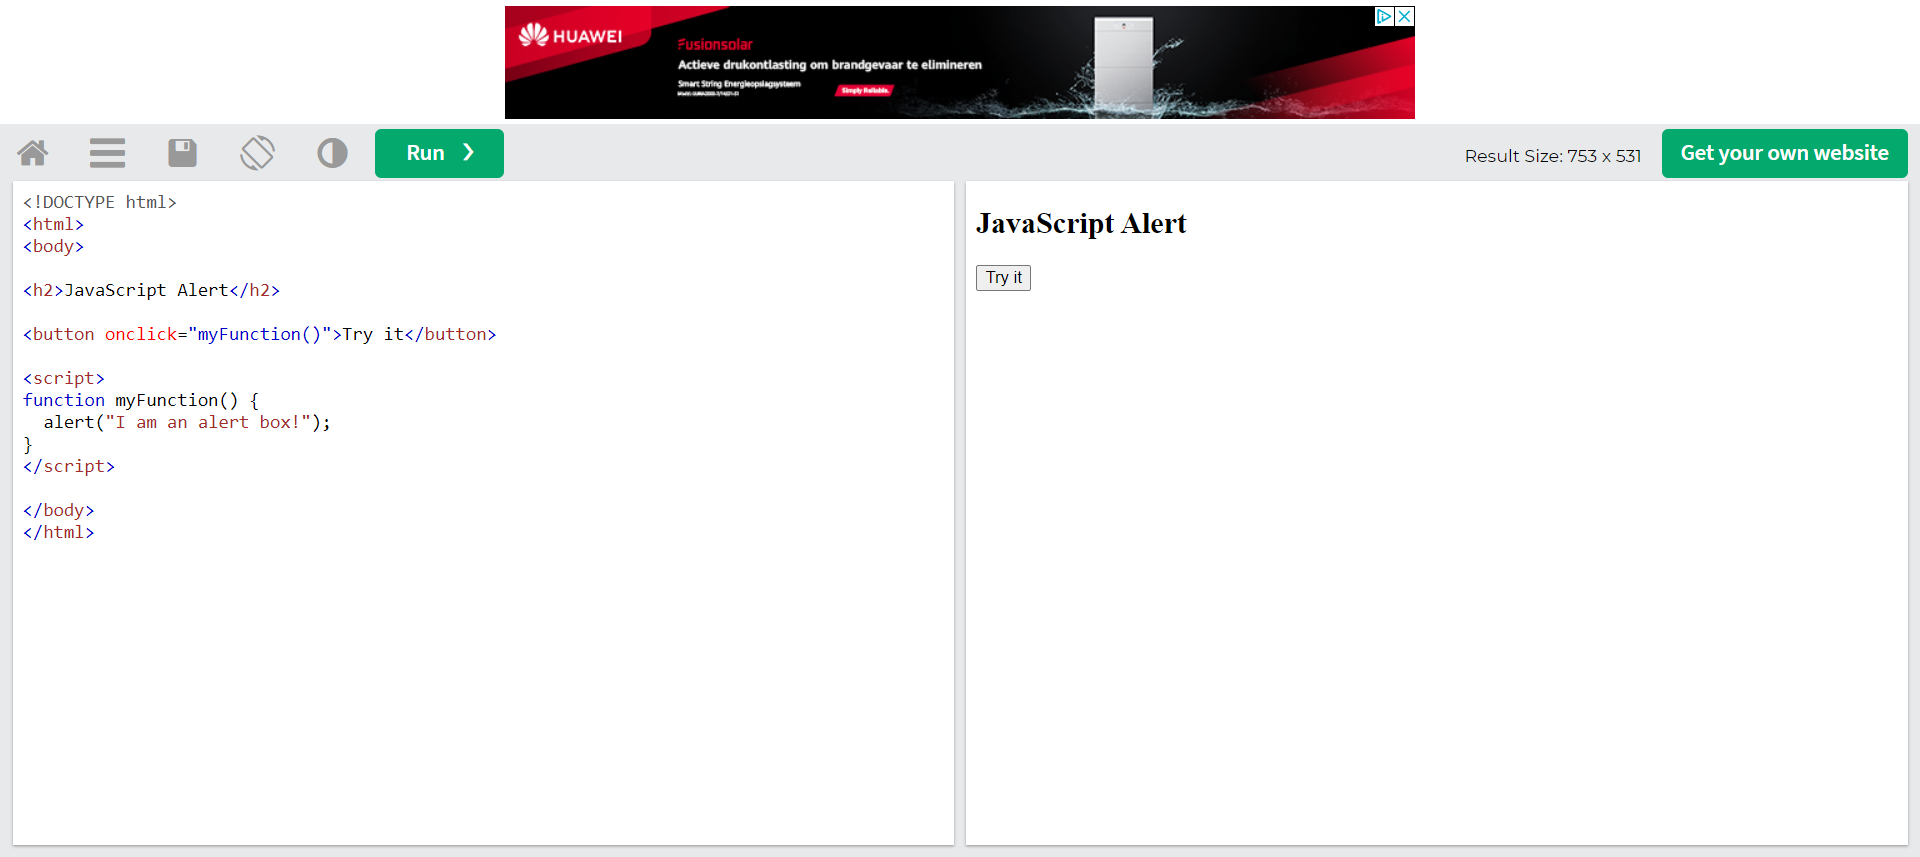 HUAWEI
Fusionsolar
Actieve drukontlasting om brandgevaar te elimineren
Smart String Energieopslagsysteem
Simply Reliable.
Run ❯
Result Size: 753 x 531
Get your own website
<!DOCTYPE html>
<html>
<body>
<h2>JavaScript Alert</h2>
<button onclick="myFunction()">Try it</button>
<script>
function myFunction() {
  alert("I am an alert box!");
}
</script>
</body>
</html>
JavaScript Alert
Try it